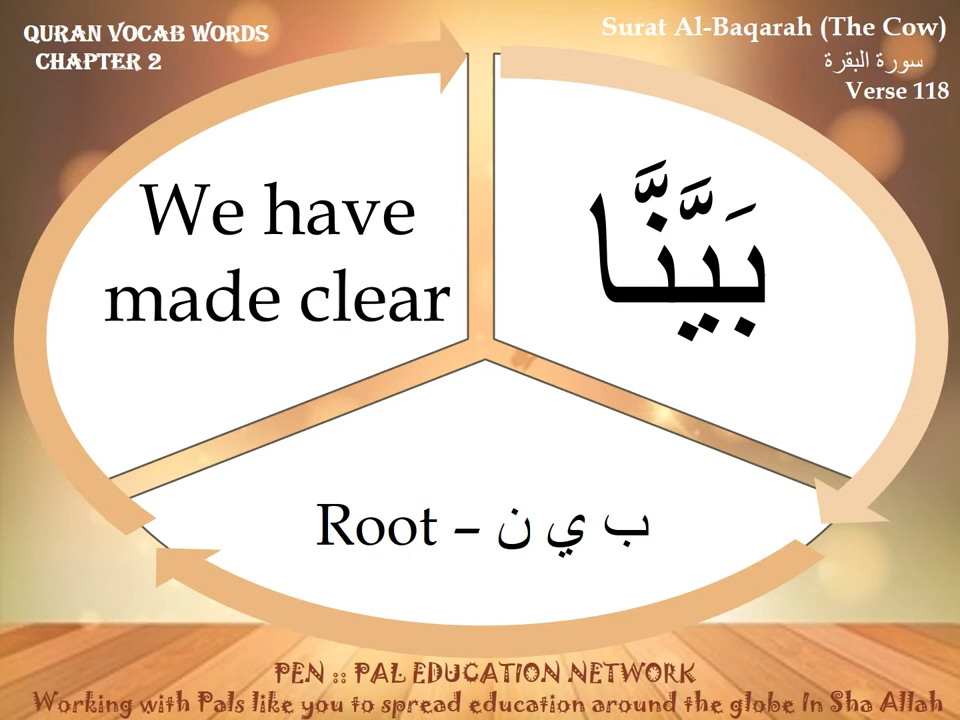 QURAN VOCAB WORDS
CHAPTER 2
Surat Al-Baqarah (The Cow)
سورة البقرة
Verse 118
We have
made clear
بَيَّنَّا
Root – ب ي ن
PEN :: PAL EDUCATION NETWORK
Working with Pals like you to spread education around the globe In Sha Allah